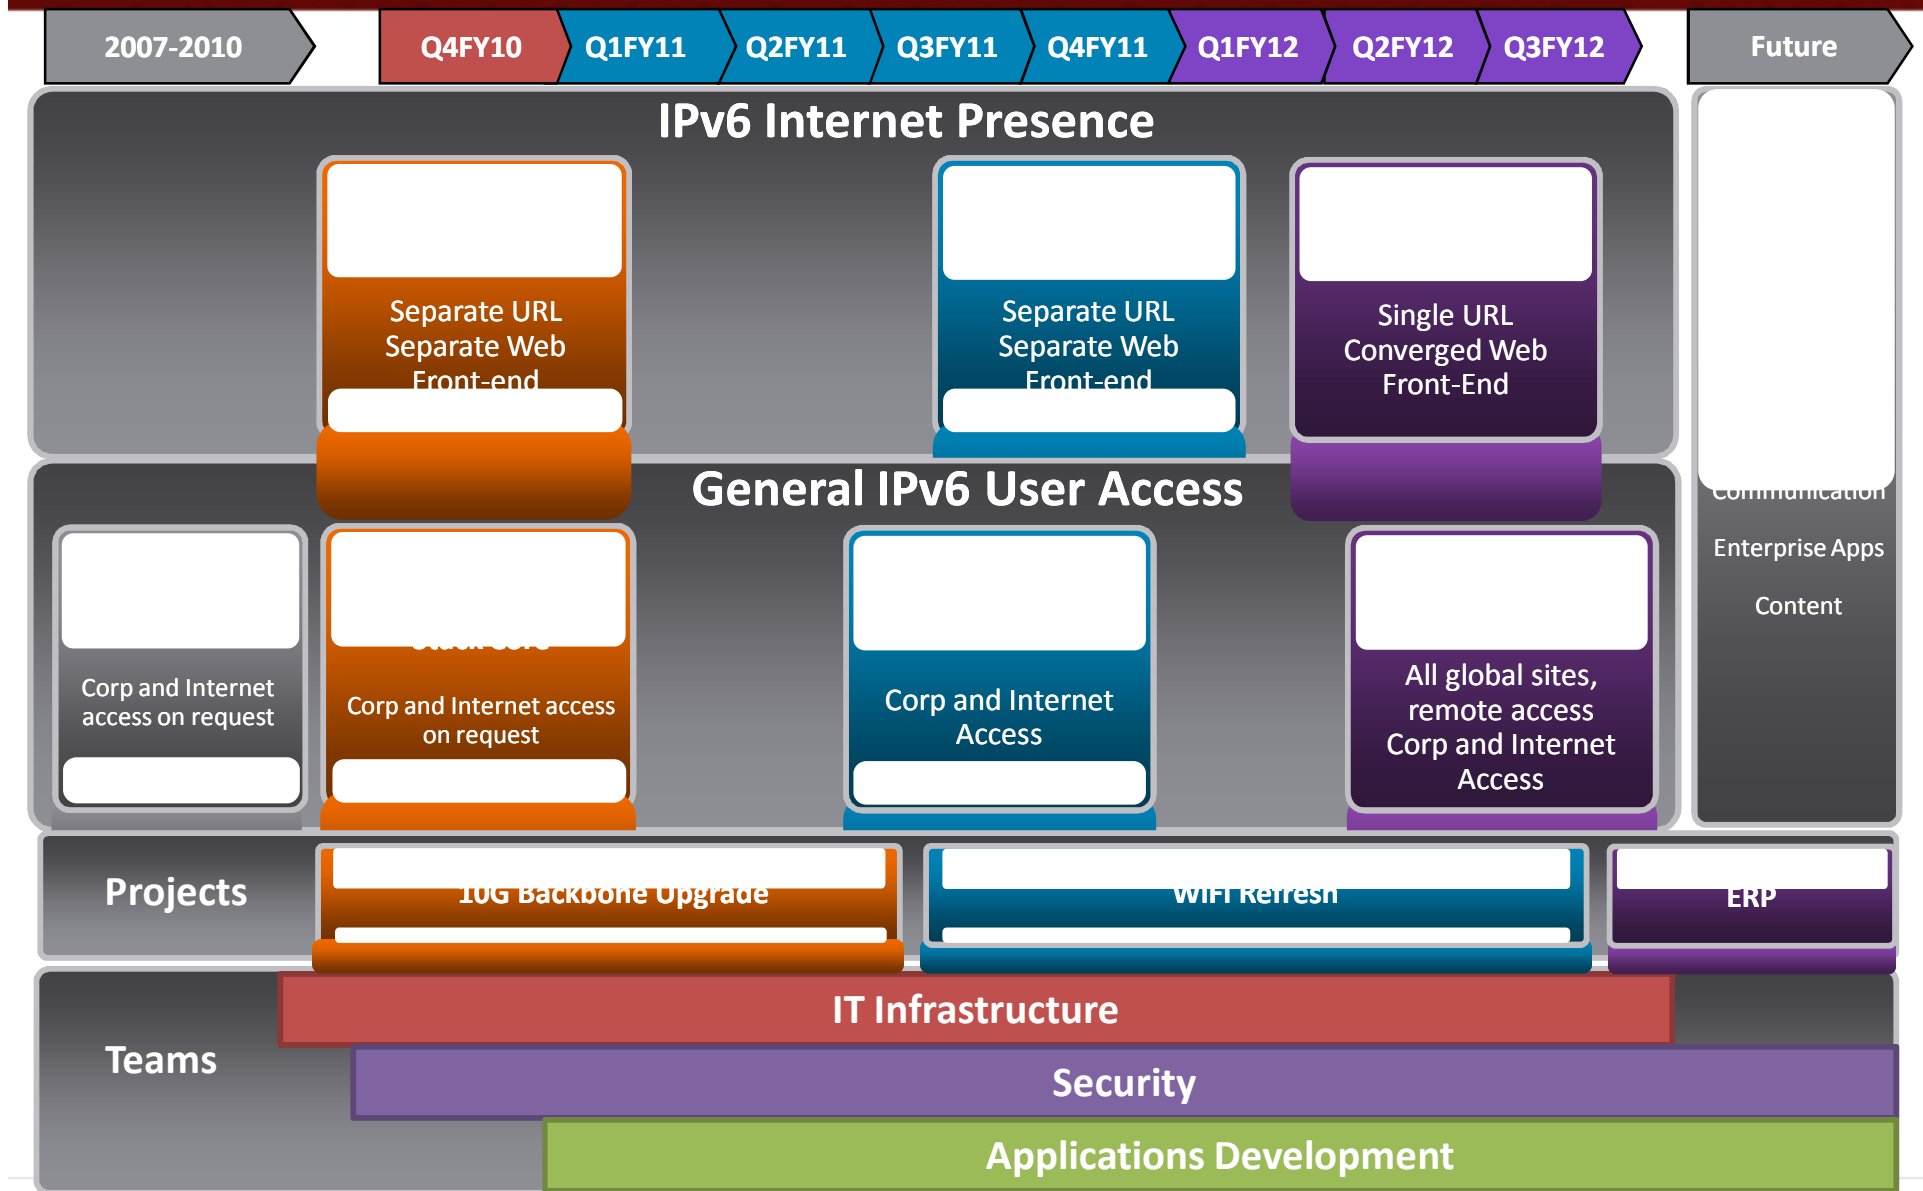 2007-2010
Q4FY10
Q1FY11
Q2FY11
Q3FY11
Q4FY11
Q1FY12
Q2FY12
Q3FY12
Future
IPv6 Internet Presence
Separate URL
Separate Web
Front-end
Separate URL
Separate Web
Front-end
Single URL
Converged Web
Front-End
Communication
Enterprise Apps
Content
General IPv6 User Access
Corp and Internet
access on request
Stack Core
Corp and Internet access
on request
Corp and Internet
Access
All global sites,
remote access
Corp and Internet
Access
Projects
10G Backbone Upgrade
WIFI Refresh
ERP
Teams
IT Infrastructure
Security
Applications Development